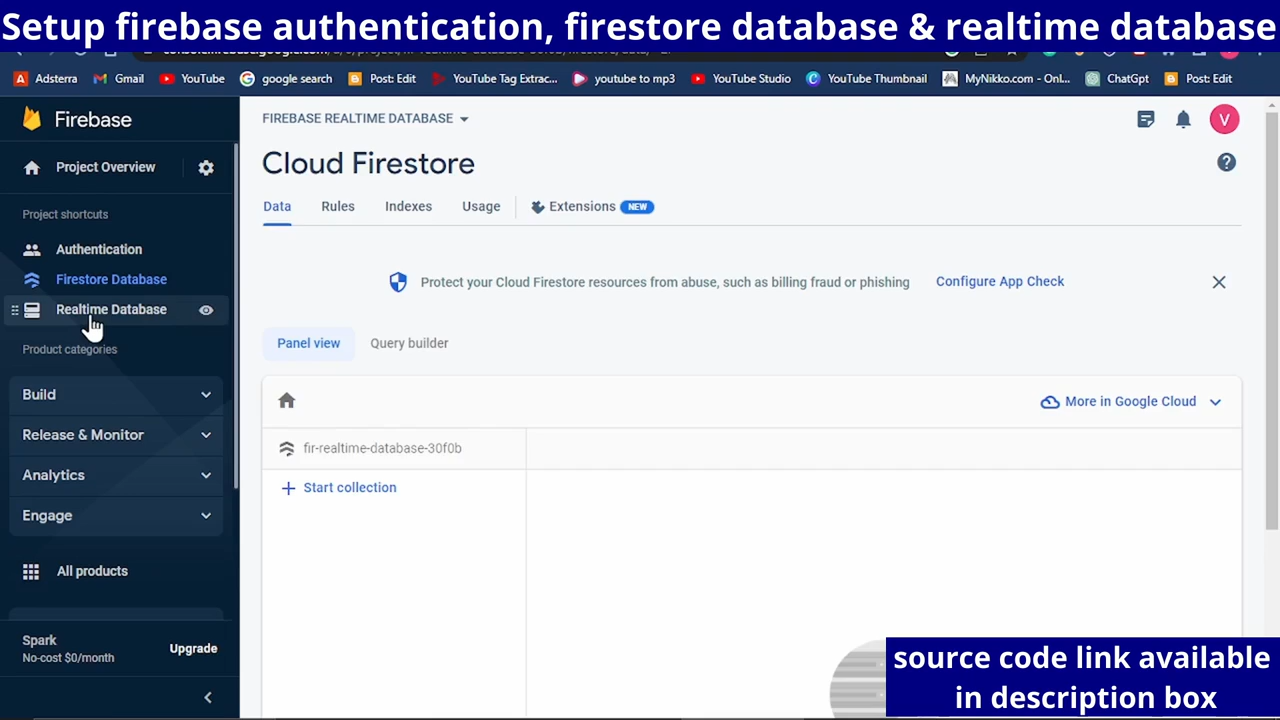 Setup firebase authentication, firestore database & realtime database
Adsterra
Gmail
YouTube
google search
Post: Edit
YouTube Tag Extrac...
youtube to mp3
YouTube Studio
YouTube Thumbnail
MyNikko.com - Onl...
ChatGpt
Post: Edit
Firebase
Project Overview
Project shortcuts
Authentication
Firestore Database
Realtime Database
Product categories
Build
Release & Monitor
Analytics
Engage
All products
Spark
No-cost $0/month
Upgrade
FIREBASE REALTIME DATABASE
V
Cloud Firestore
Data
Rules
Indexes
Usage
Extensions
NEW
Protect your Cloud Firestore resources from abuse, such as billing fraud or phishing
Configure App Check
Panel view
Query builder
More in Google Cloud
fir-realtime-database-30f0b
Start collection
source code link available
in description box